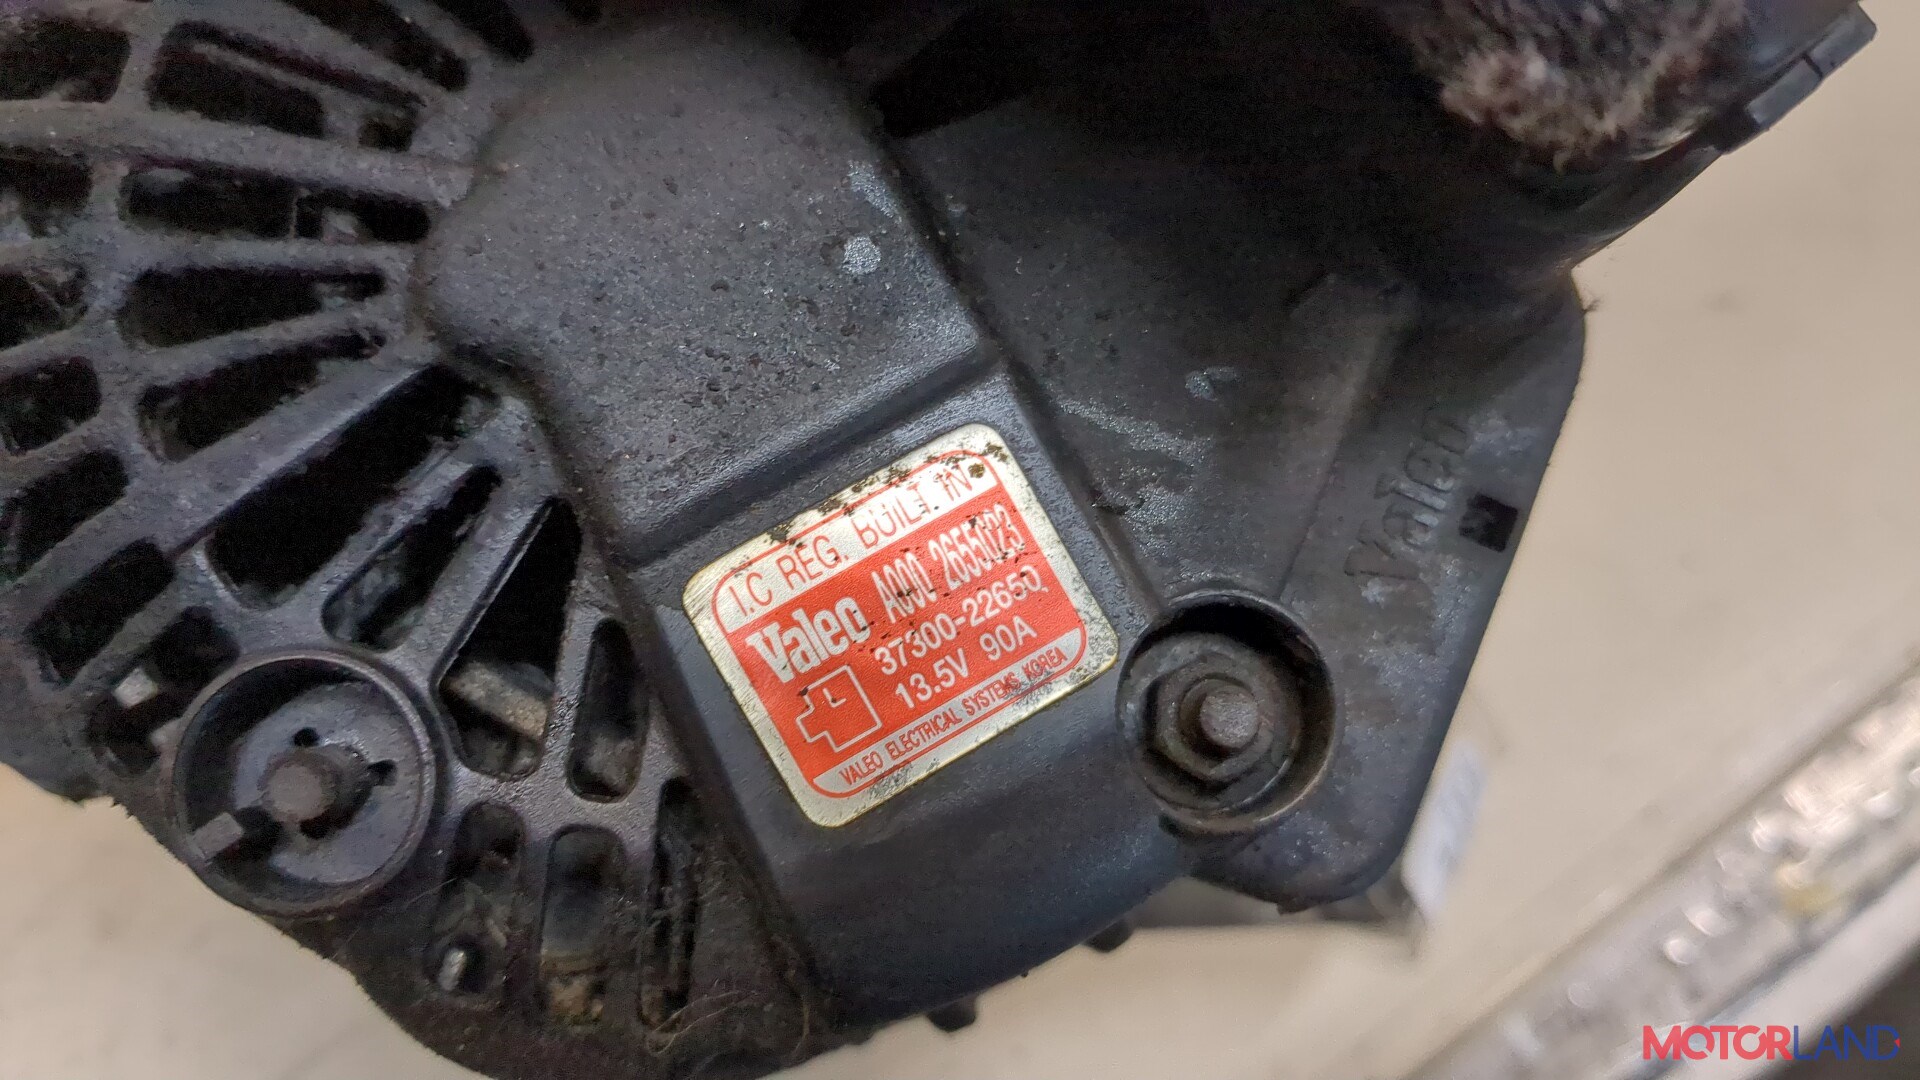 I.C REG. BUILT IN
Valeo A000 2655023
37300-22650
L 13.5V 90A
VALEO ELECTRICAL SYSTEMS KOREA
Valeo
MOTORLAND